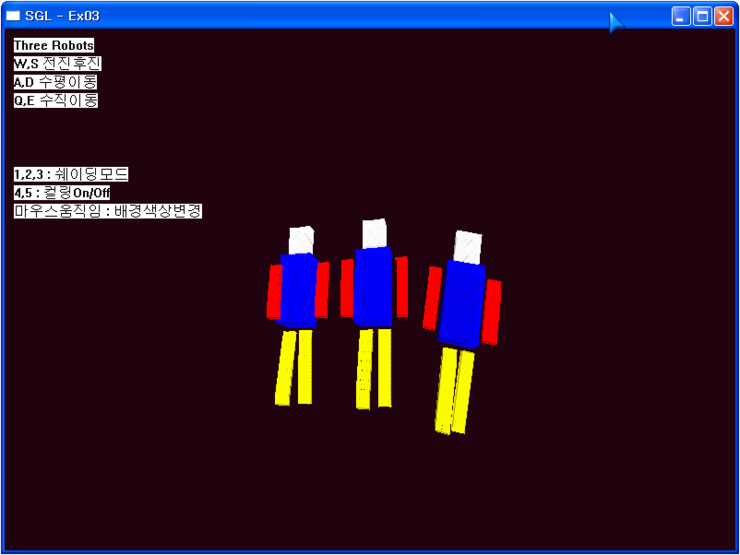 SGL - Ex03
Three Robots
W,S 전진후진
A,D 수평이동
Q,E 수직이동
1,2,3 : 쉐이딩모드
4,5 : 컬링On/Off
마우스움직임 : 배경색상변경